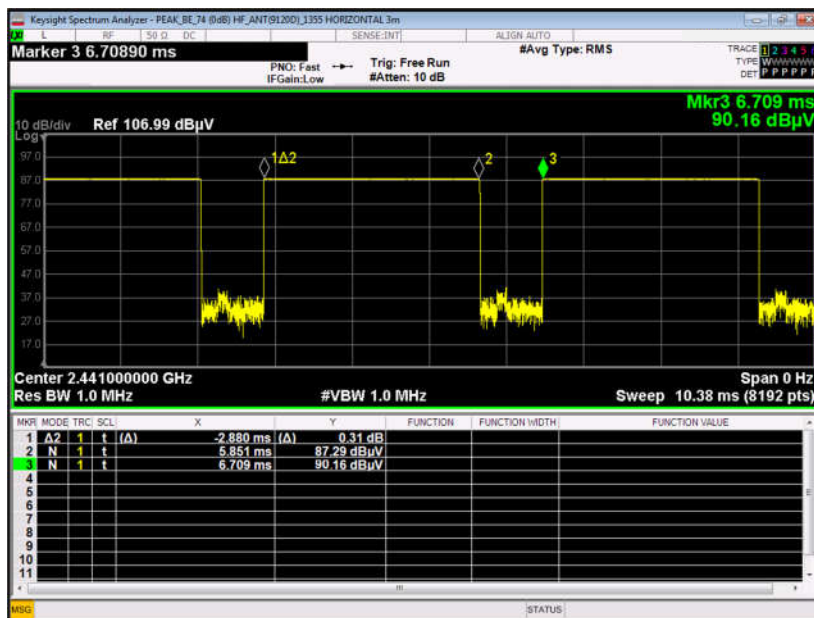 Keysight Spectrum Analyzer - PEAK_BE_74 (0dB) HF_ANT(9120D)_1355 HORIZONTAL 3m
L RF 50 Ω DC SENSE:INT ALIGN AUTO
Marker 3 6.70890 ms
PNO: Fast
IFGain:Low
Trig: Free Run
#Atten: 10 dB
#Avg Type: RMS
TRACE 1 2 3 4 5 6
TYPE WWWWWW
DET P P P P P P
Mkr3 6.709 ms
90.16 dBµV
10 dB/div Ref 106.99 dBµV
Log
97.0
87.0
77.0
67.0
57.0
47.0
37.0
27.0
17.0
1Δ2
2
3
Center 2.441000000 GHz Span 0 Hz
Res BW 1.0 MHz #VBW 1.0 MHz Sweep 10.38 ms (8192 pts)
MKR MODE TRC SCL X Y FUNCTION FUNCTION WIDTH FUNCTION VALUE
1 Δ2 1 t (Δ) -2.880 ms (Δ) 0.31 dB
2 N 1 t 5.851 ms 87.29 dBµV
3 N 1 t 6.709 ms 90.16 dBµV
4
5
6
7
8
9
10
11
MSG STATUS